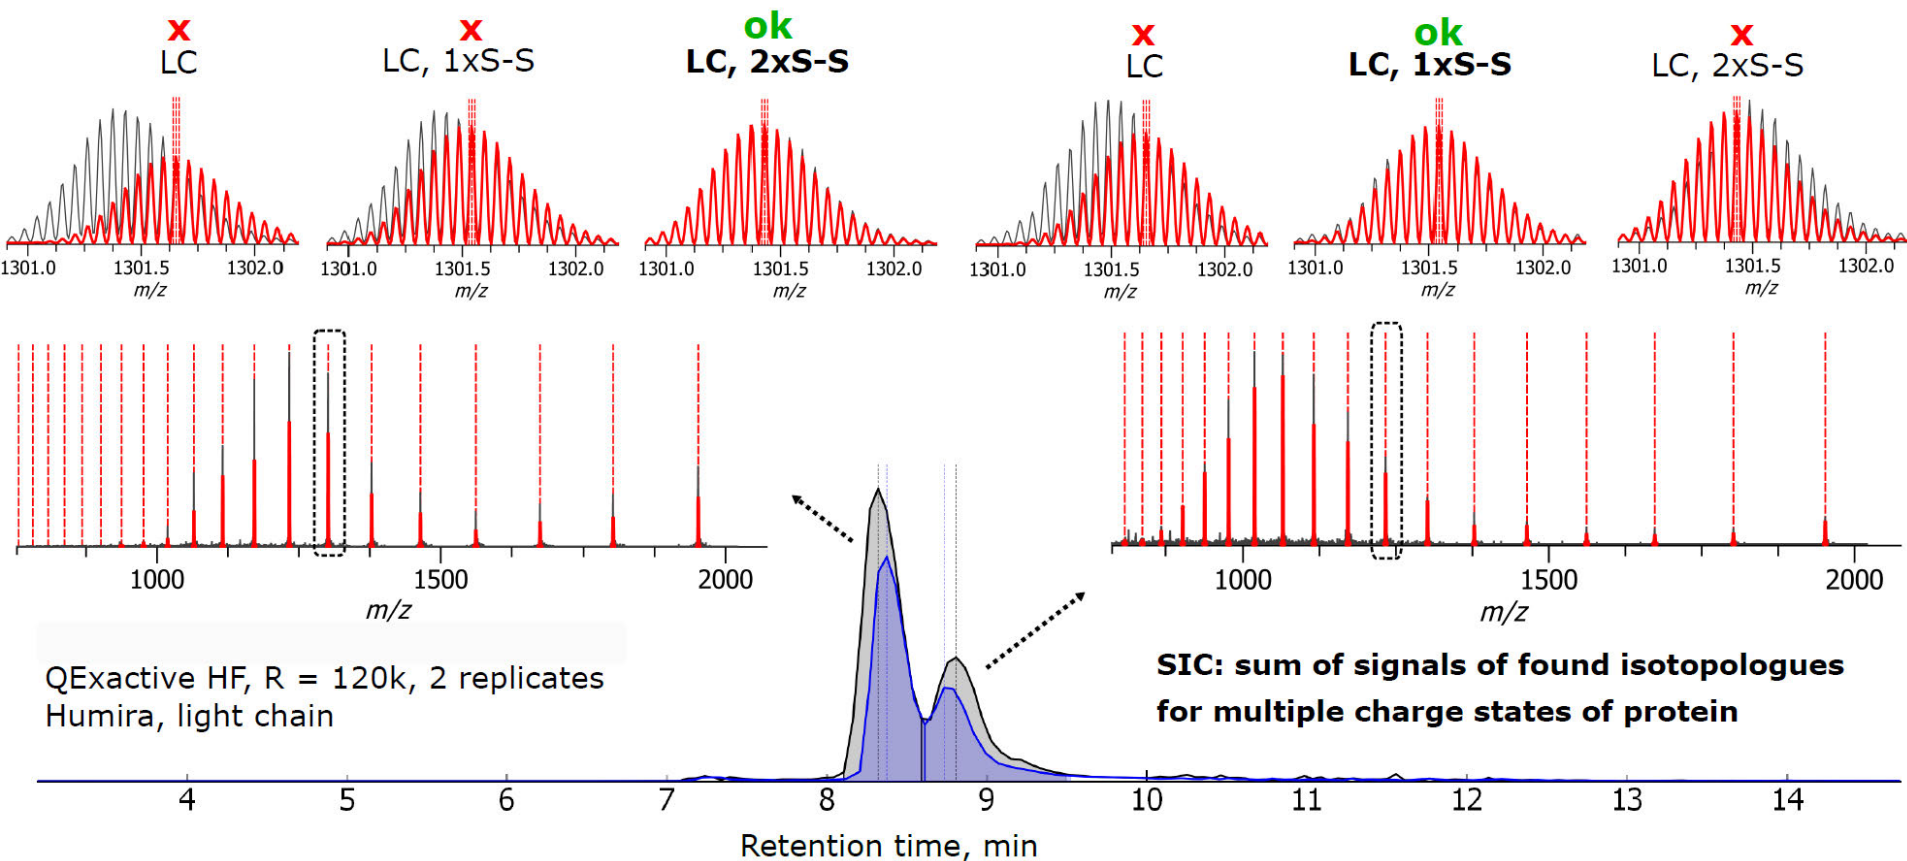 x x ok x ok x
LC LC, 1xS-S LC, 2xS-S LC LC, 1xS-S LC, 2xS-S
1301.0 1301.5 1302.0 1301.0 1301.5 1302.0 1301.0 1301.5 1302.0 1301.0 1301.5 1302.0 1301.0 1301.5 1302.0 1301.0 1301.5 1302.0
m/z m/z m/z m/z m/z m/z
1000 1500 2000 1000 1500 2000
m/z m/z
QExactive HF, R = 120k, 2 replicates
Humira, light chain
SIC: sum of signals of found isotopologues
for multiple charge states of protein
4 5 6 7 8 9 10 11 12 13 14
Retention time, min